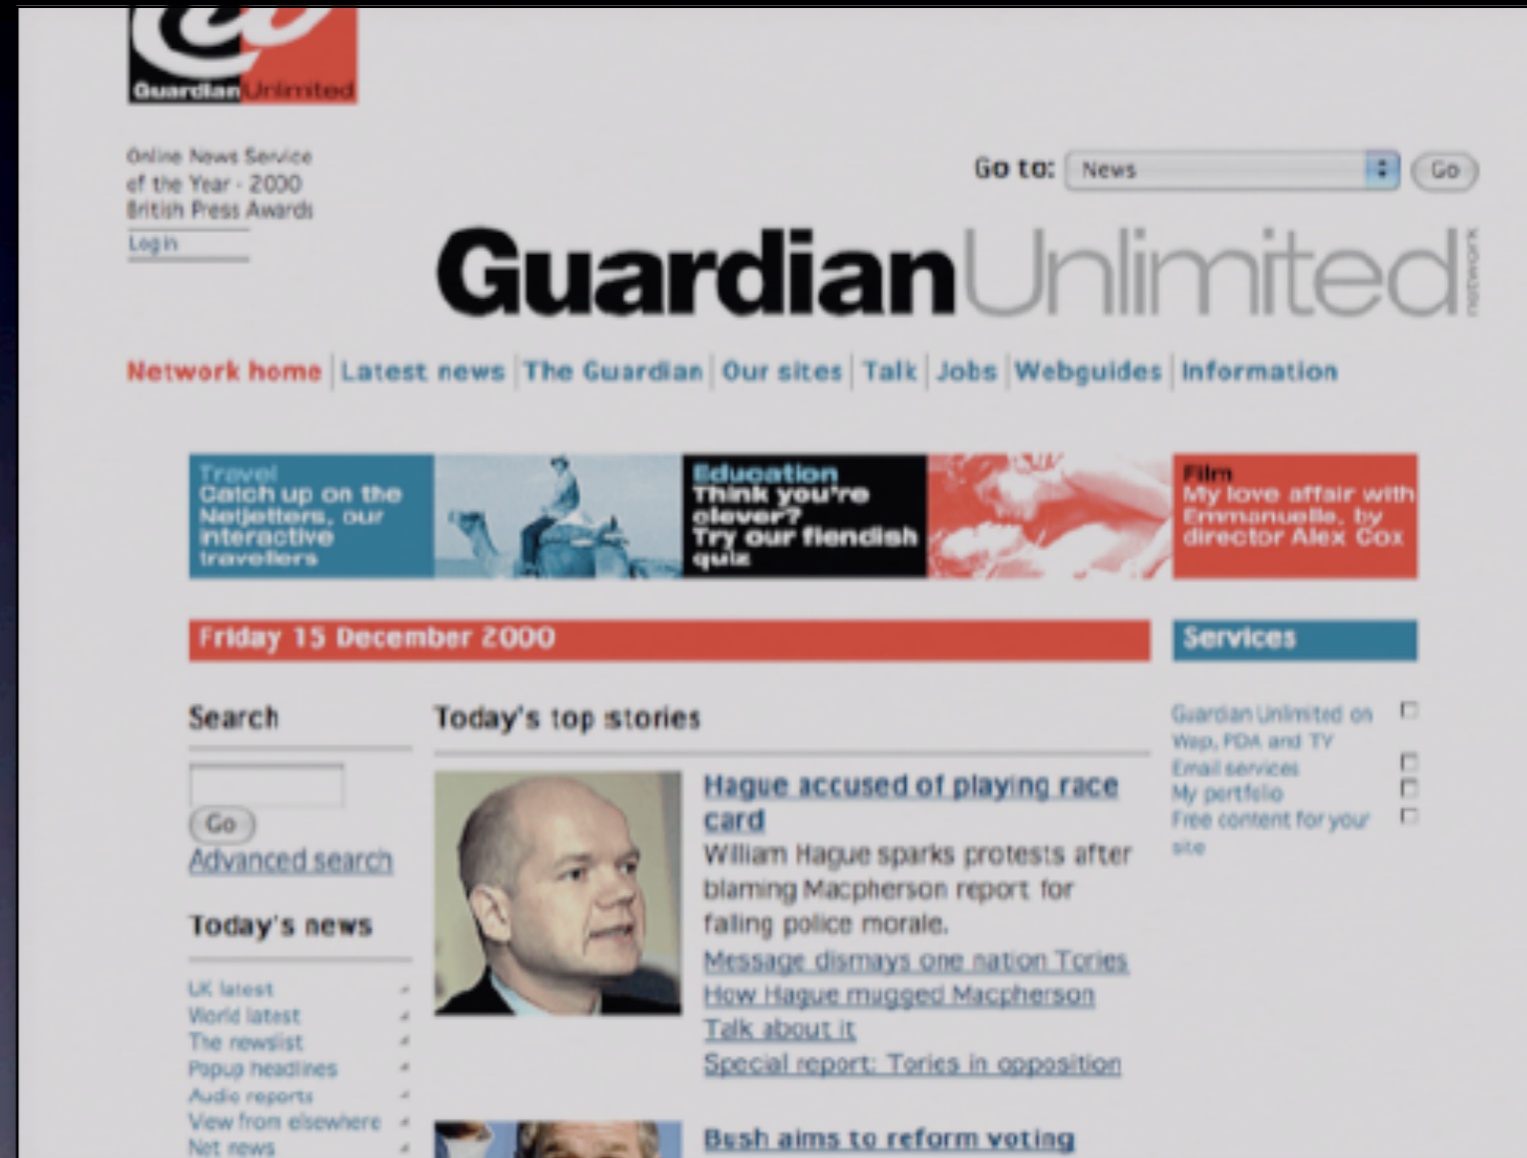 GuardianUnlimited
Online News Service
of the Year - 2000
British Press Awards
Login
Go to: News Go
GuardianUnlimited network
Network home Latest news The Guardian Our sites Talk Jobs Webguides Information
Travel
Catch up on the
Netjetters, our
interactive
travellers
Education
Think you're
clever?
Try our fiendish
quiz
Film
My love affair with
Emmanuelle, by
director Alex Cox
Friday 15 December 2000
Services
Search
Go
Advanced search
Today's news
UK latest
World latest
The newslist
Popup headlines
Audio reports
View from elsewhere
Net news
Today's top stories
Hague accused of playing race
card
William Hague sparks protests after
blaming Macpherson report for
falling police morale.
Message dismays one nation Tories
How Hague mugged Macpherson
Talk about it
Special report: Tories in opposition
Bush aims to reform voting
Guardian Unlimited on
Wap, PDA and TV
Email services
My portfolio
Free content for your
site